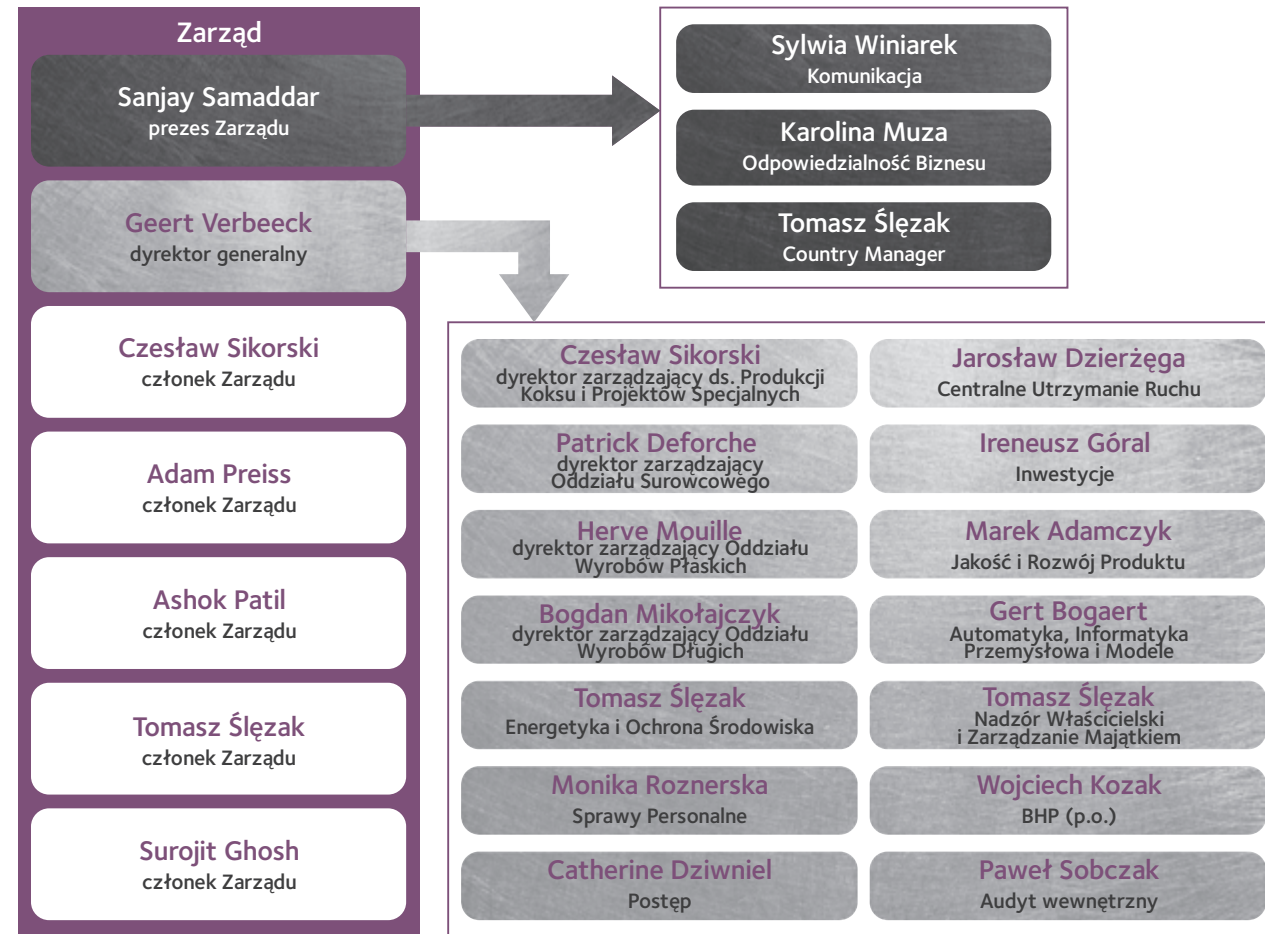 Zarząd
Sanjay Samaddar
prezes Zarządu
Geert Verbeeck
dyrektor generalny
Czesław Sikorski
członek Zarządu
Adam Preiss
członek Zarządu
Ashok Patil
członek Zarządu
Tomasz Ślęzak
członek Zarządu
Surojit Ghosh
członek Zarządu
Sylwia Winiarek
Komunikacja
Karolina Muza
Odpowiedzialność Biznesu
Tomasz Ślęzak
Country Manager
Czesław Sikorski
dyrektor zarządzający ds. Produkcji
Koksu i Projektów Specjalnych
Patrick Deforche
dyrektor zarządzający
Oddziału Surowcowego
Herve Mouille
dyrektor zarządzający Oddziału
Wyrobów Płaskich
Bogdan Mikołajczyk
dyrektor zarządzający Oddziału
Wyrobów Długich
Tomasz Ślęzak
Energetyka i Ochrona Środowiska
Monika Roznerska
Sprawy Personalne
Catherine Dziwniel
Postęp
Jarosław Dzierżęga
Centralne Utrzymanie Ruchu
Ireneusz Góral
Inwestycje
Marek Adamczyk
Jakość i Rozwój Produktu
Gert Bogaert
Automatyka, Informatyka
Przemysłowa i Modele
Tomasz Ślęzak
Nadzór Właścicielski
i Zarządzanie Majątkiem
Wojciech Kozak
BHP (p.o.)
Paweł Sobczak
Audyt wewnętrzny